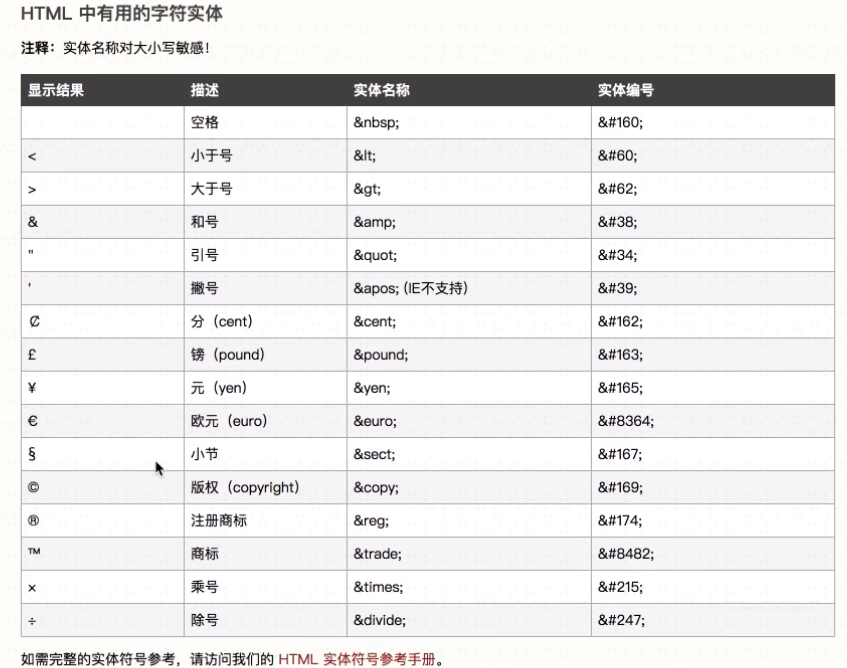 HTML 中有用的字符实体
注释：实体名称对大小写敏感！
显示结果 描述 实体名称 实体编号
空格 &nbsp; &#160;
< 小于号 &lt; &#60;
> 大于号 &gt; &#62;
& 和号 &amp; &#38;
" 引号 &quot; &#34;
' 撇号 &apos; (IE不支持) &#39;
₵ 分（cent） &cent; &#162;
£ 镑（pound） &pound; &#163;
¥ 元（yen） &yen; &#165;
€ 欧元（euro） &euro; &#8364;
§ 小节 &sect; &#167;
© 版权（copyright） &copy; &#169;
® 注册商标 &reg; &#174;
™ 商标 &trade; &#8482;
× 乘号 &times; &#215;
÷ 除号 &divide; &#247;
如需完整的实体符号参考，请访问我们的 HTML 实体符号参考手册。